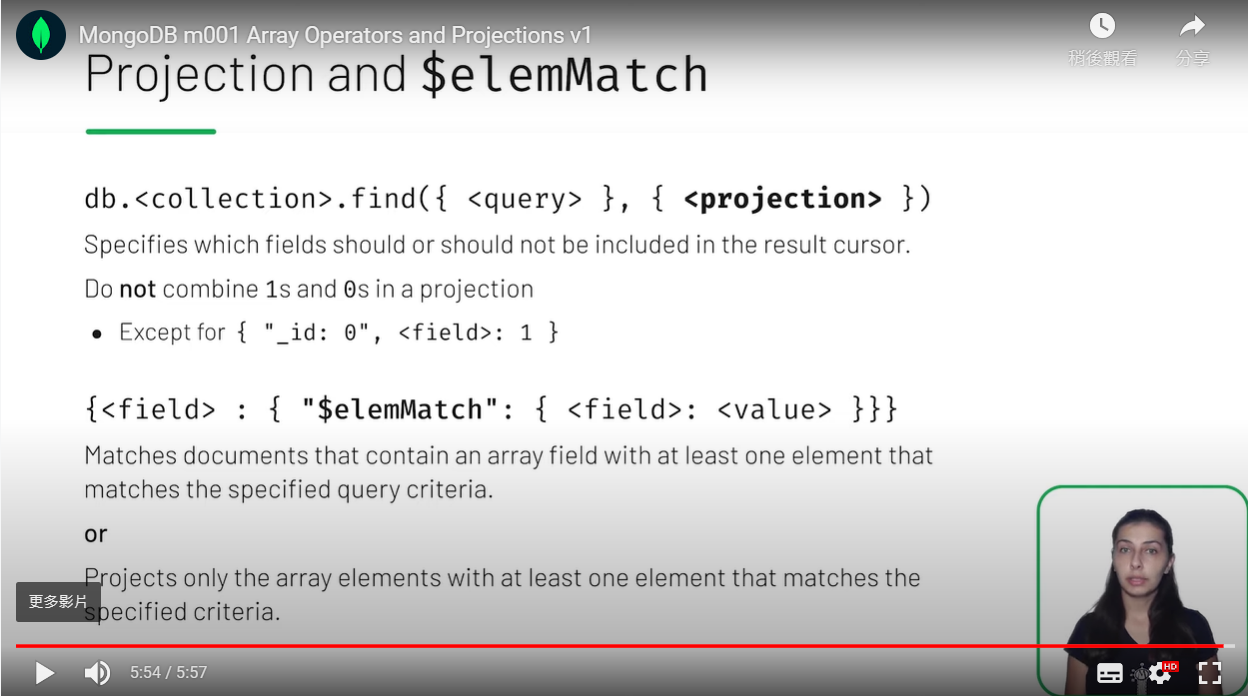 MongoDB m001 Array Operators and Projections v1
稍後觀看
分享
Projection and $elemMatch
db.<collection>.find({ <query> }, { <projection> })
Specifies which fields should or should not be included in the result cursor.
Do not combine 1s and 0s in a projection
• Except for { "_id: 0", <field>: 1 }
{<field> : { "$elemMatch": { <field>: <value> }}}
Matches documents that contain an array field with at least one element that
matches the specified query criteria.
or
Projects only the array elements with at least one element that matches the
specified criteria.
更多影片
5:54 / 5:57
HD